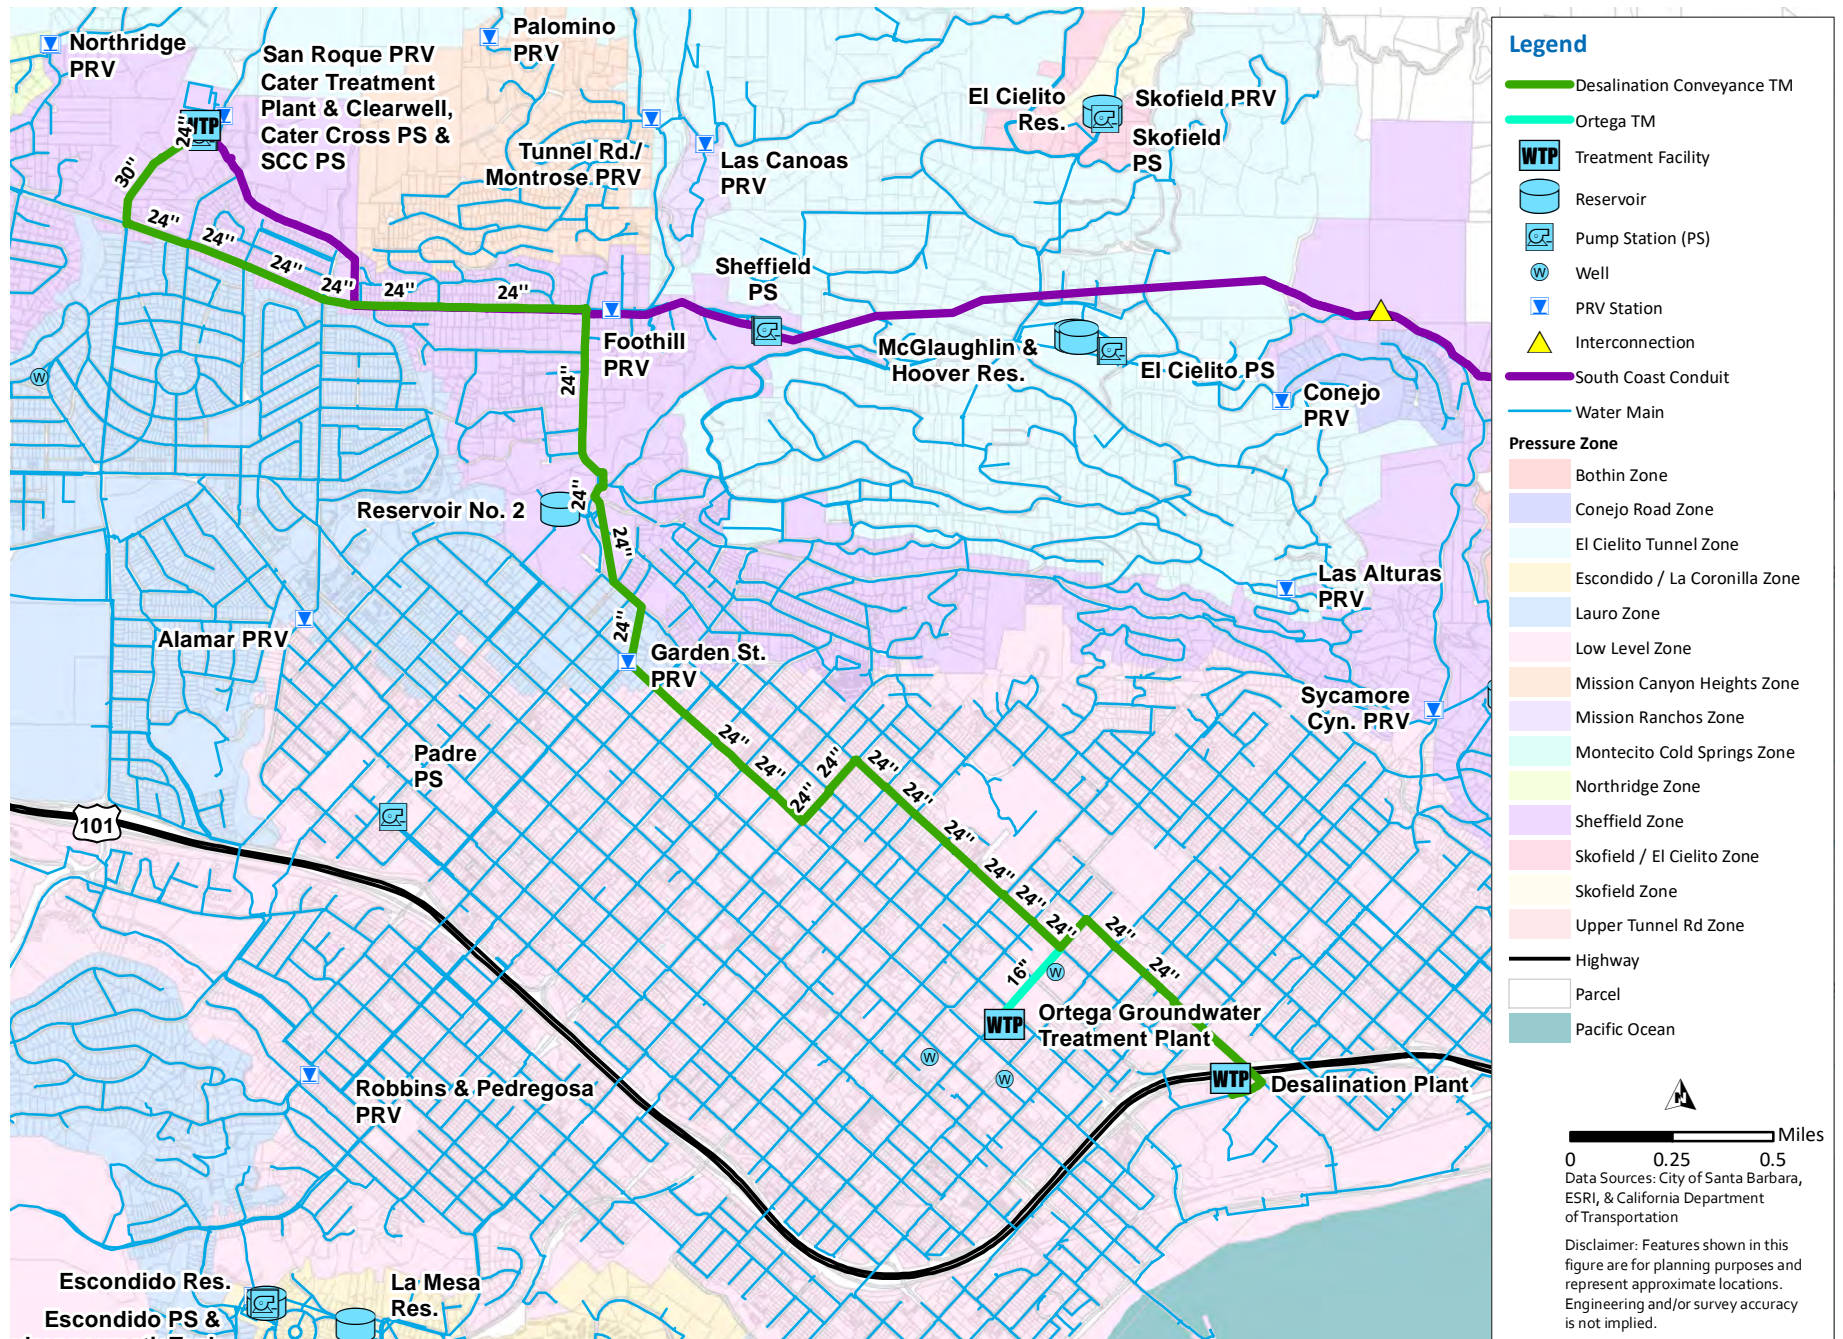 Northridge
PRV
San Roque PRV
Cater Treatment
Plant & Clearwell,
Cater Cross PS &
SCC PS
Palomino
PRV
El Cielito
Res.
Skofield PRV
Skofield
PS
Tunnel Rd./
Montrose PRV
Las Canoas
PRV
WTP
24"
30"
24"
24"
24"
24"
24"
24"
Sheffield
PS
Foothill
PRV
McGlaughlin &
Hoover Res.
El Cielito PS
Conejo
PRV
W
24"
Reservoir No. 2
24"
24"
24"
Las Alturas
PRV
Alamar PRV
Garden St.
PRV
Sycamore
Cyn. PRV
Padre
PS
101
24"
24"
24"
24"
24"
24"
24"
24"
24"
24"
24"
24"
16"
W
WTP
Ortega Groundwater
Treatment Plant
W
W
WTP
Desalination Plant
Robbins & Pedregosa
PRV
Escondido Res.
Escondido PS &
La Mesa
Res.
Legend
Desalination Conveyance TM
Ortega TM
WTP Treatment Facility
Reservoir
Pump Station (PS)
W Well
PRV Station
Interconnection
South Coast Conduit
Water Main
Pressure Zone
Bothin Zone
Conejo Road Zone
El Cielito Tunnel Zone
Escondido / La Coronilla Zone
Lauro Zone
Low Level Zone
Mission Canyon Heights Zone
Mission Ranchos Zone
Montecito Cold Springs Zone
Northridge Zone
Sheffield Zone
Skofield / El Cielito Zone
Skofield Zone
Upper Tunnel Rd Zone
Highway
Parcel
Pacific Ocean
N
Miles
0 0.25 0.5
Data Sources: City of Santa Barbara,
ESRI, & California Department
of Transportation
Disclaimer: Features shown in this
figure are for planning purposes and
represent approximate locations.
Engineering and/or survey accuracy
is not implied.